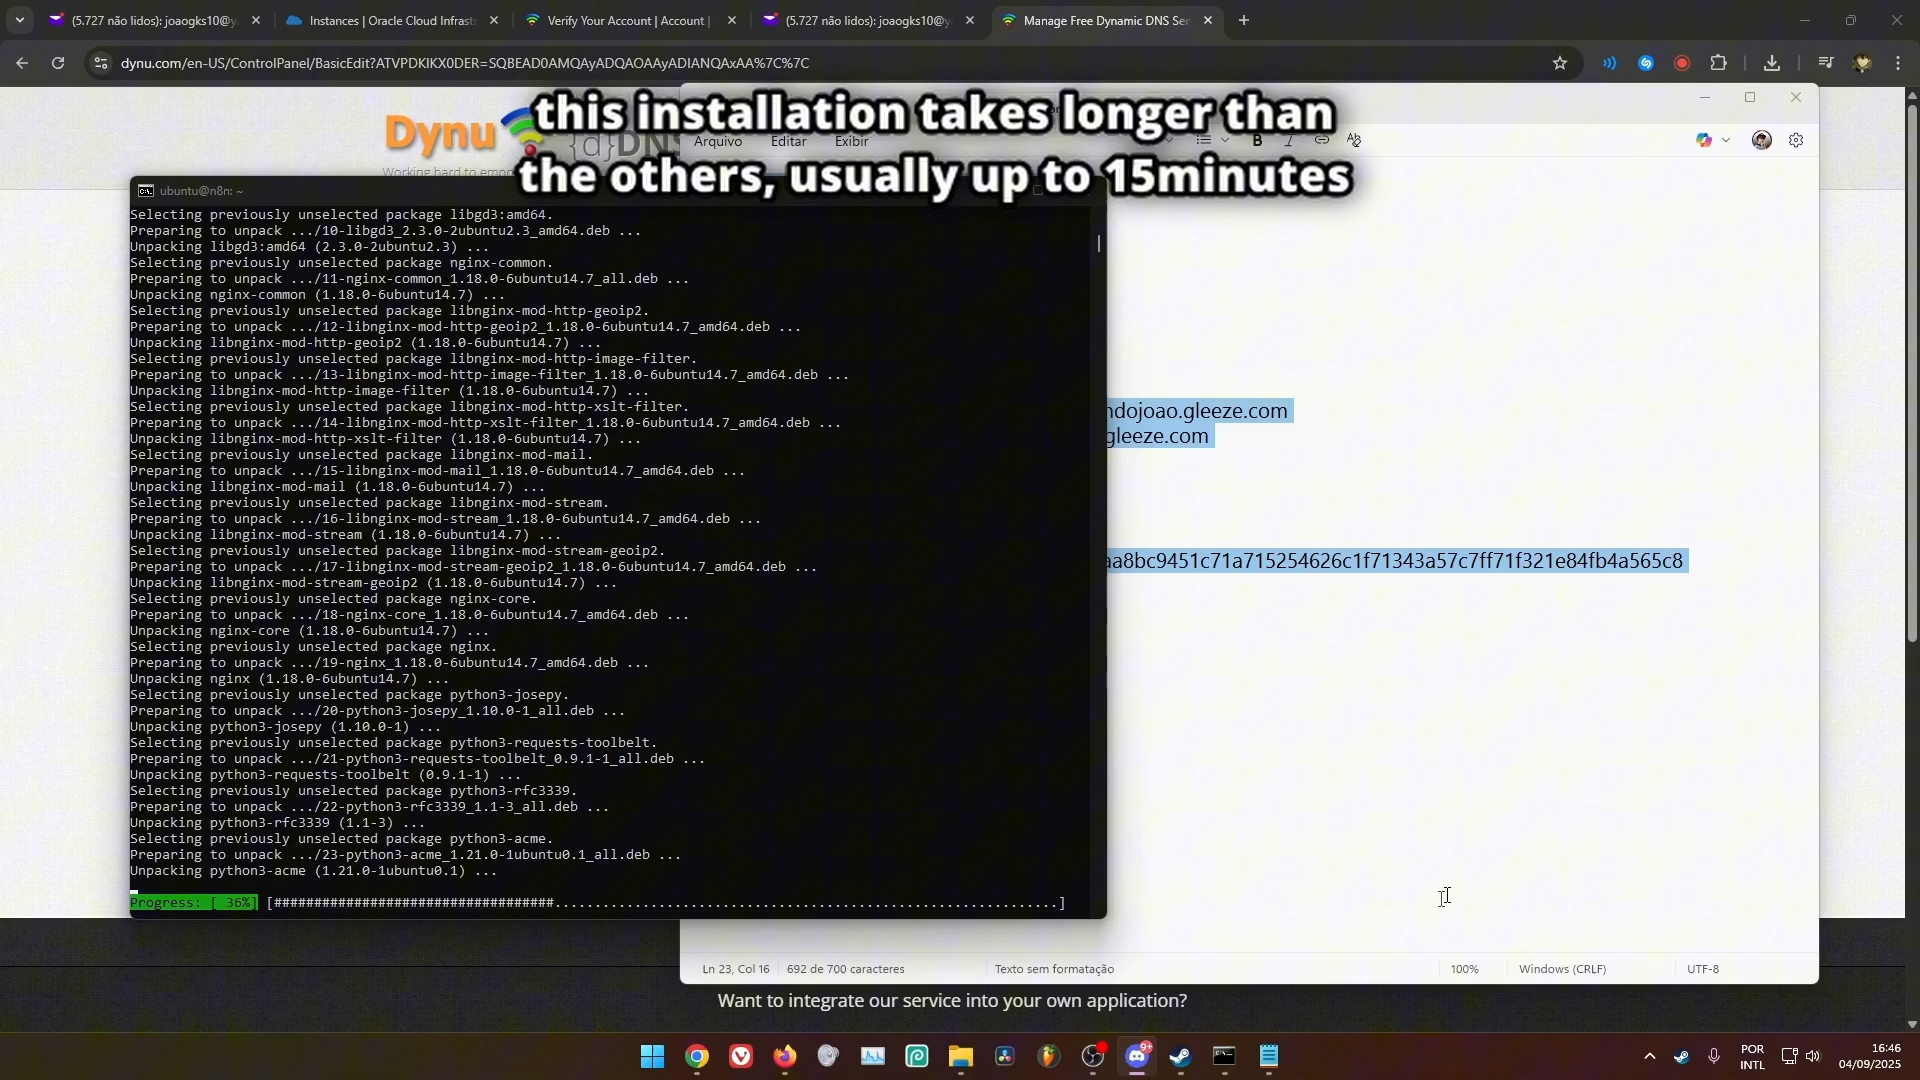 (5.727 não lidos): joaogks10@y
Instances | Oracle Cloud Infrast
Verify Your Account | Account |
(5.727 não lidos): joaogks10@y
Manage Free Dynamic DNS Ser
dynu.com/en-US/ControlPanel/BasicEdit?ATVPDKIKX0DER=SQBEAD0AMQAyADQAOAAyADIANQAxAA%7C%7C
this installation takes longer than
the others, usually up to 15minutes
Dynu
{d}DNS
Working hard to empo
Arquivo Editar Exibir
B I
ubuntu@n8n: ~
Selecting previously unselected package libgd3:amd64.
Preparing to unpack .../10-libgd3_2.3.0-2ubuntu2.3_amd64.deb ...
Unpacking libgd3:amd64 (2.3.0-2ubuntu2.3) ...
Selecting previously unselected package nginx-common.
Preparing to unpack .../11-nginx-common_1.18.0-6ubuntu14.7_all.deb ...
Unpacking nginx-common (1.18.0-6ubuntu14.7) ...
Selecting previously unselected package libnginx-mod-http-geoip2.
Preparing to unpack .../12-libnginx-mod-http-geoip2_1.18.0-6ubuntu14.7_amd64.deb ...
Unpacking libnginx-mod-http-geoip2 (1.18.0-6ubuntu14.7) ...
Selecting previously unselected package libnginx-mod-http-image-filter.
Preparing to unpack .../13-libnginx-mod-http-image-filter_1.18.0-6ubuntu14.7_amd64.deb ...
Unpacking libnginx-mod-http-image-filter (1.18.0-6ubuntu14.7) ...
Selecting previously unselected package libnginx-mod-http-xslt-filter.
Preparing to unpack .../14-libnginx-mod-http-xslt-filter_1.18.0-6ubuntu14.7_amd64.deb ...
Unpacking libnginx-mod-http-xslt-filter (1.18.0-6ubuntu14.7) ...
Selecting previously unselected package libnginx-mod-mail.
Preparing to unpack .../15-libnginx-mod-mail_1.18.0-6ubuntu14.7_amd64.deb ...
Unpacking libnginx-mod-mail (1.18.0-6ubuntu14.7) ...
Selecting previously unselected package libnginx-mod-stream.
Preparing to unpack .../16-libnginx-mod-stream_1.18.0-6ubuntu14.7_amd64.deb ...
Unpacking libnginx-mod-stream (1.18.0-6ubuntu14.7) ...
Selecting previously unselected package libnginx-mod-stream-geoip2.
Preparing to unpack .../17-libnginx-mod-stream-geoip2_1.18.0-6ubuntu14.7_amd64.deb ...
Unpacking libnginx-mod-stream-geoip2 (1.18.0-6ubuntu14.7) ...
Selecting previously unselected package nginx-core.
Preparing to unpack .../18-nginx-core_1.18.0-6ubuntu14.7_amd64.deb ...
Unpacking nginx-core (1.18.0-6ubuntu14.7) ...
Selecting previously unselected package nginx.
Preparing to unpack .../19-nginx_1.18.0-6ubuntu14.7_amd64.deb ...
Unpacking nginx (1.18.0-6ubuntu14.7) ...
Selecting previously unselected package python3-josepy.
Preparing to unpack .../20-python3-josepy_1.10.0-1_all.deb ...
Unpacking python3-josepy (1.10.0-1) ...
Selecting previously unselected package python3-requests-toolbelt.
Preparing to unpack .../21-python3-requests-toolbelt_0.9.1-1_all.deb ...
Unpacking python3-requests-toolbelt (0.9.1-1) ...
Selecting previously unselected package python3-rfc3339.
Preparing to unpack .../22-python3-rfc3339_1.1-3_all.deb ...
Unpacking python3-rfc3339 (1.1-3) ...
Selecting previously unselected package python3-acme.
Preparing to unpack .../23-python3-acme_1.21.0-1ubuntu0.1_all.deb ...
Unpacking python3-acme (1.21.0-1ubuntu0.1) ...
Progress: [ 36%] [###################################...............................................................]
ndojoao.gleeze.com
gleeze.com
aa8bc9451c71a715254626c1f71343a57c7ff71f321e84fb4a565c8
Ln 23, Col 16 692 de 700 caracteres Texto sem formatação 100% Windows (CRLF) UTF-8
Want to integrate our service into your own application?
9+
POR
INTL
16:46
04/09/2025